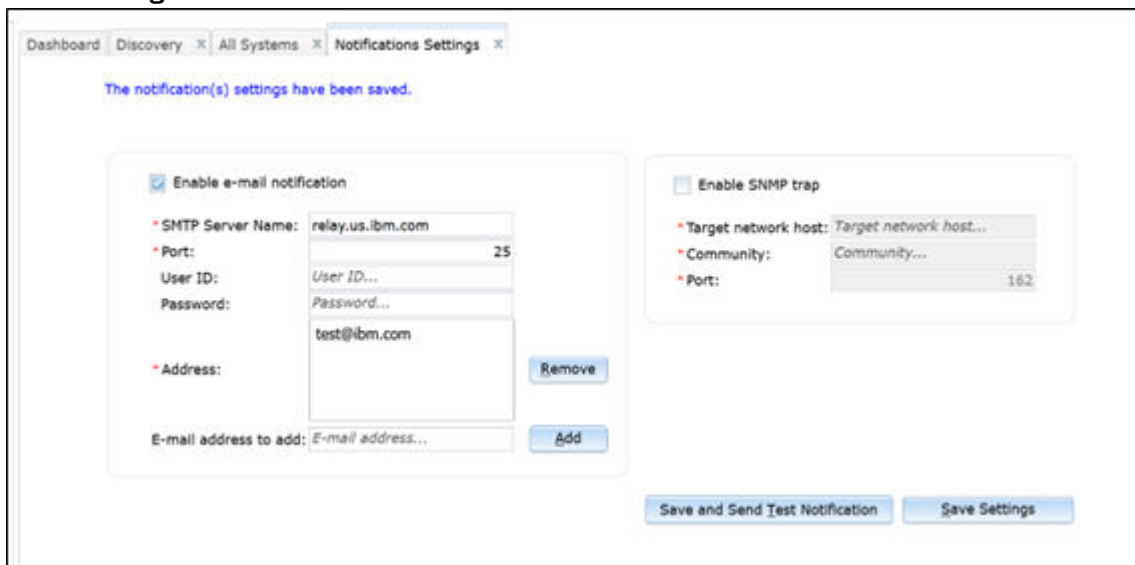 Dashboard Discovery x All Systems x Notifications Settings x
The notification(s) settings have been saved.
Enable e-mail notification
* SMTP Server Name: relay.us.ibm.com
* Port: 25
User ID: User ID...
Password: Password...
test@ibm.com
* Address: Remove
E-mail address to add: E-mail address... Add
Enable SNMP trap
* Target network host: Target network host...
* Community: Community...
* Port: 162
Save and Send Test Notification Save Settings